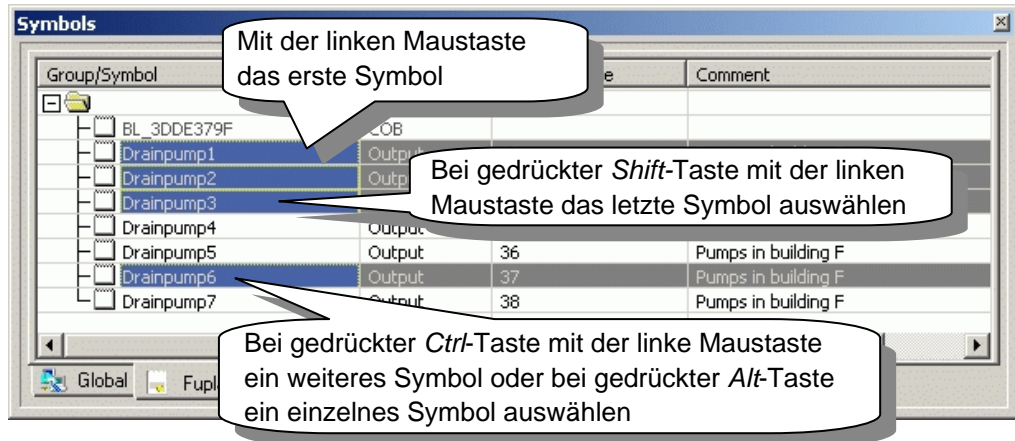 Symbols
Mit der linken Maustaste
das erste Symbol
Group/Symbol Comment
BL_3DDE379F COB
Drainpump1 Output
Drainpump2
Bei gedrückter Shift-Taste mit der linken
Maustaste das letzte Symbol auswählen
Drainpump3
Drainpump4 Output
Drainpump5 Output 36 Pumps in building F
Drainpump6 Output 37 Pumps in building F
Drainpump7 Output 38 Pumps in building F
Bei gedrückter Ctrl-Taste mit der linke Maustaste
ein weiteres Symbol oder bei gedrückter Alt-Taste
ein einzelnes Symbol auswählen
Global